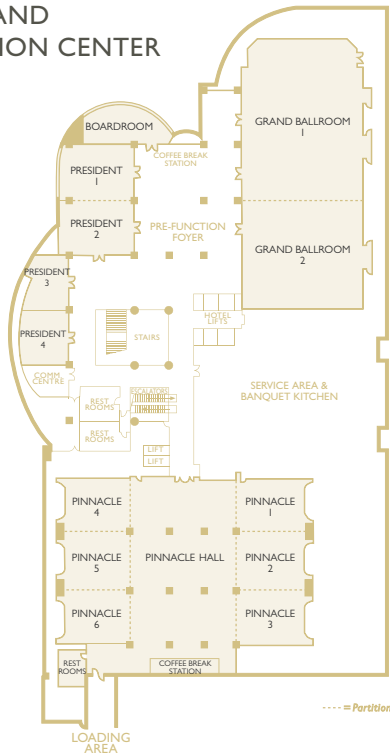 AND
ION CENTER
BOARDROOM
GRAND BALLROOM
1
COFFEE BREAK
STATION
PRESIDENT
1
PRESIDENT
2
PRE-FUNCTION
FOYER
GRAND BALLROOM
2
PRESIDENT
3
HOTEL
LIFTS
PRESIDENT
4
STAIRS
COMM.
CENTRE
SERVICE AREA &
BANQUET KITCHEN
ESCALATORS
REST
ROOMS
REST
ROOMS
LIFT
LIFT
PINNACLE
4
PINNACLE
1
PINNACLE
5
PINNACLE HALL
PINNACLE
2
PINNACLE
6
PINNACLE
3
REST
ROOMS
COFFEE BREAK
STATION
= Partition
LOADING
AREA